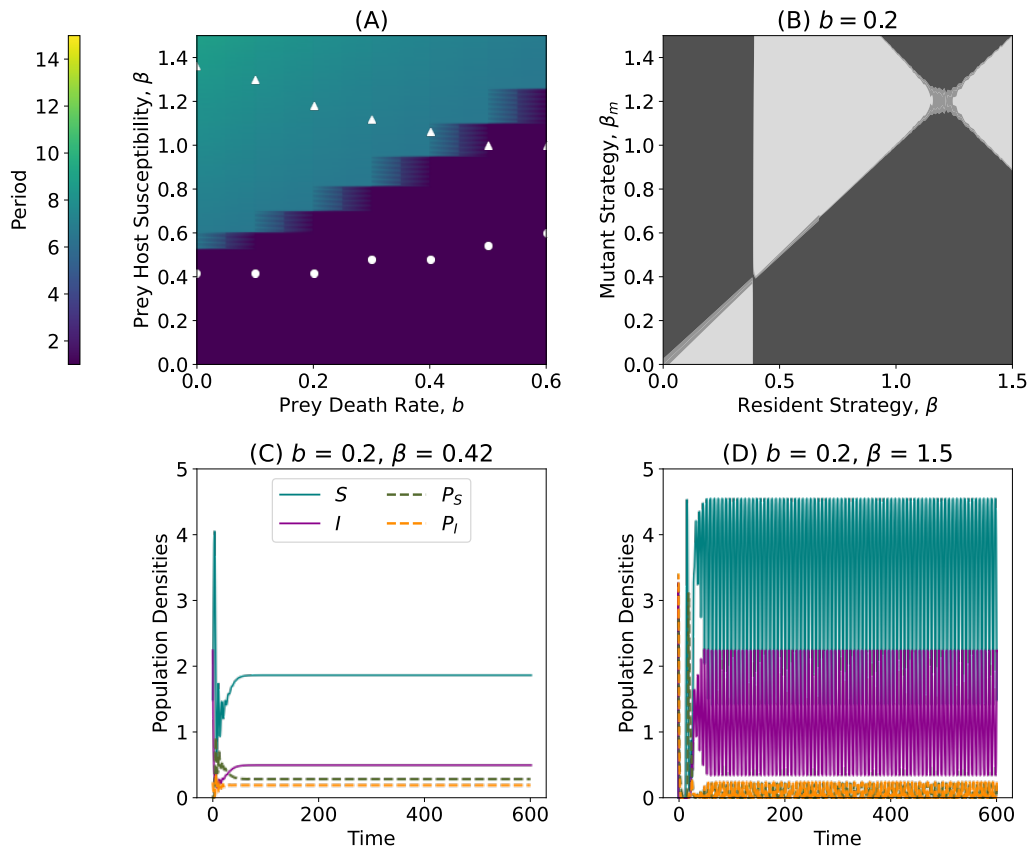 (A)
(B) b = 0.2
14
12
10
8
6
4
2
Period
1.4
1.2
1.0
0.8
0.6
0.4
0.2
0.0
Prey Host Susceptibility, β
0.0 0.2 0.4 0.6
Prey Death Rate, b
1.4
1.2
1.0
0.8
0.6
0.4
0.2
0.0
Mutant Strategy, βm
0.0 0.5 1.0 1.5
Resident Strategy, β
(C) b = 0.2, β = 0.42
S PS
I PI
5
4
3
2
1
0
Population Densities
0 200 400 600
Time
(D) b = 0.2, β = 1.5
5
4
3
2
1
0
Population Densities
0 200 400 600
Time